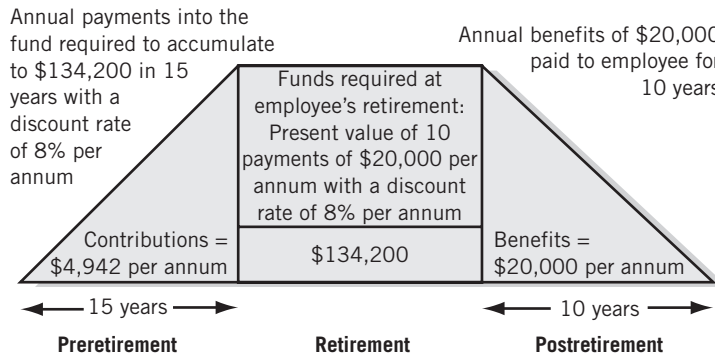 Annual payments into the
fund required to accumulate
to $134,200 in 15
years with a
discount rate
of 8% per
annum
Annual benefits of $20,000
paid to employee for
10 years
Funds required at
employee's retirement:
Present value of 10
payments of $20,000 per
annum with a discount
rate of 8% per annum
Contributions =
$4,942 per annum
$134,200
Benefits =
$20,000 per annum
15 years
10 years
Preretirement
Retirement
Postretirement